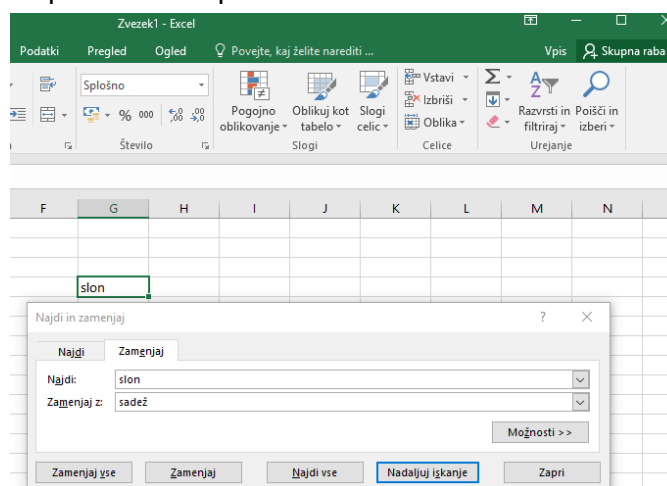 Zvezek1 - Excel
Podatki Pregled Ogled Povejte, kaj želite narediti ... Vpis Skupna raba
Splošno
% 000 ,00 ,00
Pogojno oblikovanje Oblikuj kot tabelo Slogi celic
Vstavi
Izbriši
Oblika
Razvrsti in filtriraj Poišči in izberi
Število Slogi Celice Urejanje
F G H I J K L M N
slon
Najdi in zamenjaj ?
Najdi Zamenjaj
Najdi: slon
Zamenjaj z: sadež
Možnosti >>
Zamenjaj vse Zamenjaj Najdi vse Nadaljuj iskanje Zapri